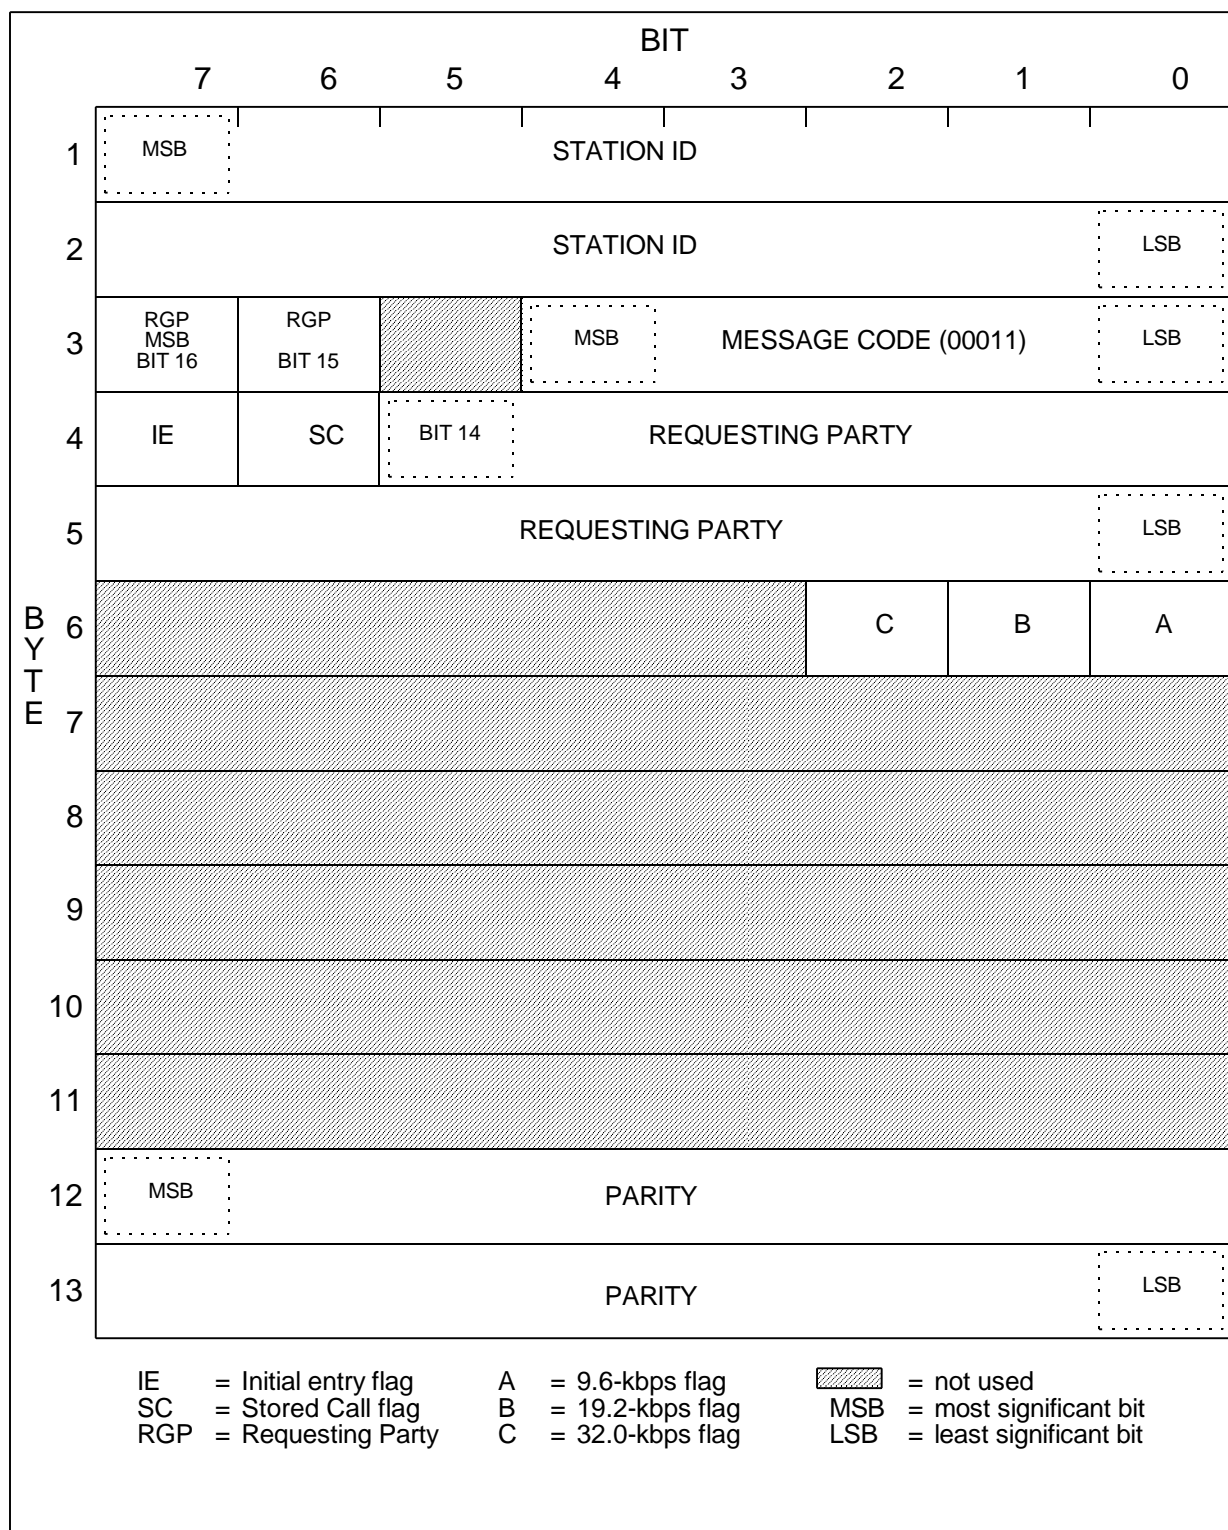 BIT
7 6 5 4 3 2 1 0
1 MSB STATION ID
2 STATION ID LSB
3 RGP MSB BIT 16 RGP BIT 15 MSB MESSAGE CODE (00011) LSB
4 IE SC BIT 14 REQUESTING PARTY
5 REQUESTING PARTY LSB
BYTE
6 C B A
7
8
9
10
11
12 MSB PARITY
13 PARITY LSB
IE = Initial entry flag A = 9.6-kbps flag = not used
SC = Stored Call flag B = 19.2-kbps flag MSB = most significant bit
RGP = Requesting Party C = 32.0-kbps flag LSB = least significant bit